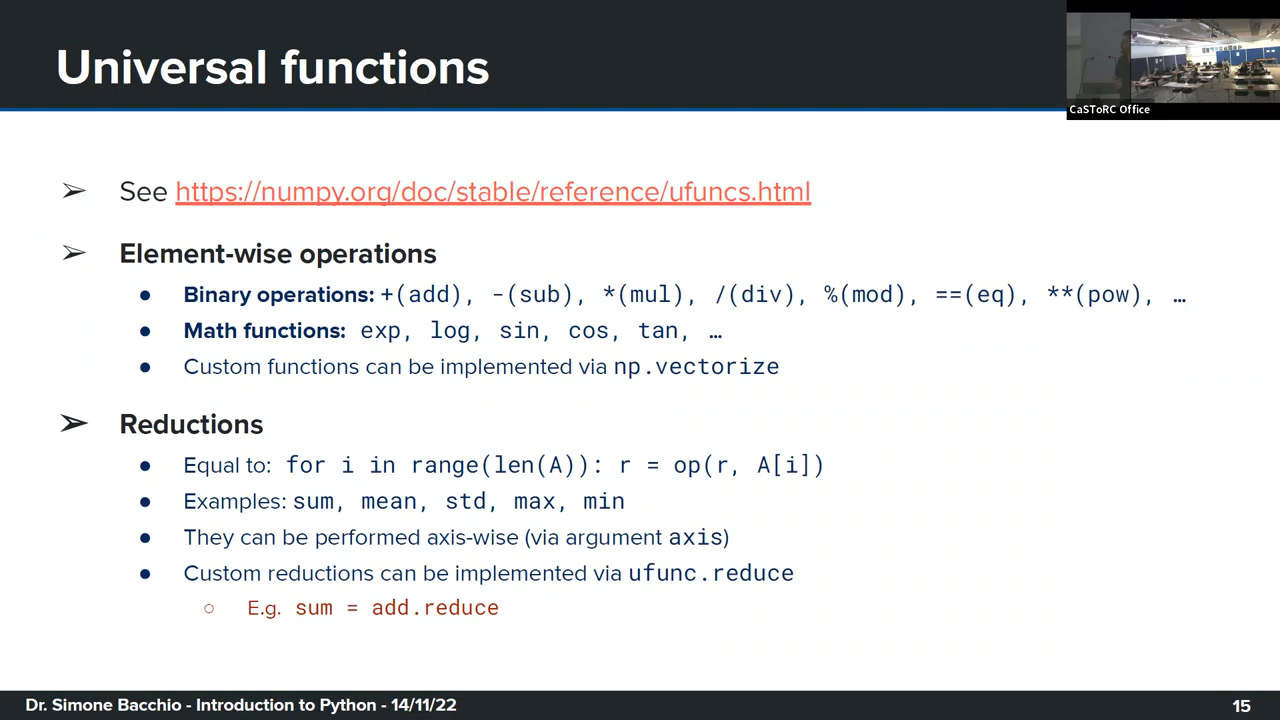 Universal functions
CaSToRC Office
➢ See https://numpy.org/doc/stable/reference/ufuncs.html
➢ Element-wise operations
● Binary operations: +(add), -(sub), *(mul), /(div), %(mod), ==(eq), **(pow), …
● Math functions: exp, log, sin, cos, tan, …
● Custom functions can be implemented via np.vectorize
➢ Reductions
● Equal to: for i in range(len(A)): r = op(r, A[i])
● Examples: sum, mean, std, max, min
● They can be performed axis-wise (via argument axis)
● Custom reductions can be implemented via ufunc.reduce
○ E.g. sum = add.reduce
Dr. Simone Bacchio - Introduction to Python - 14/11/22
15